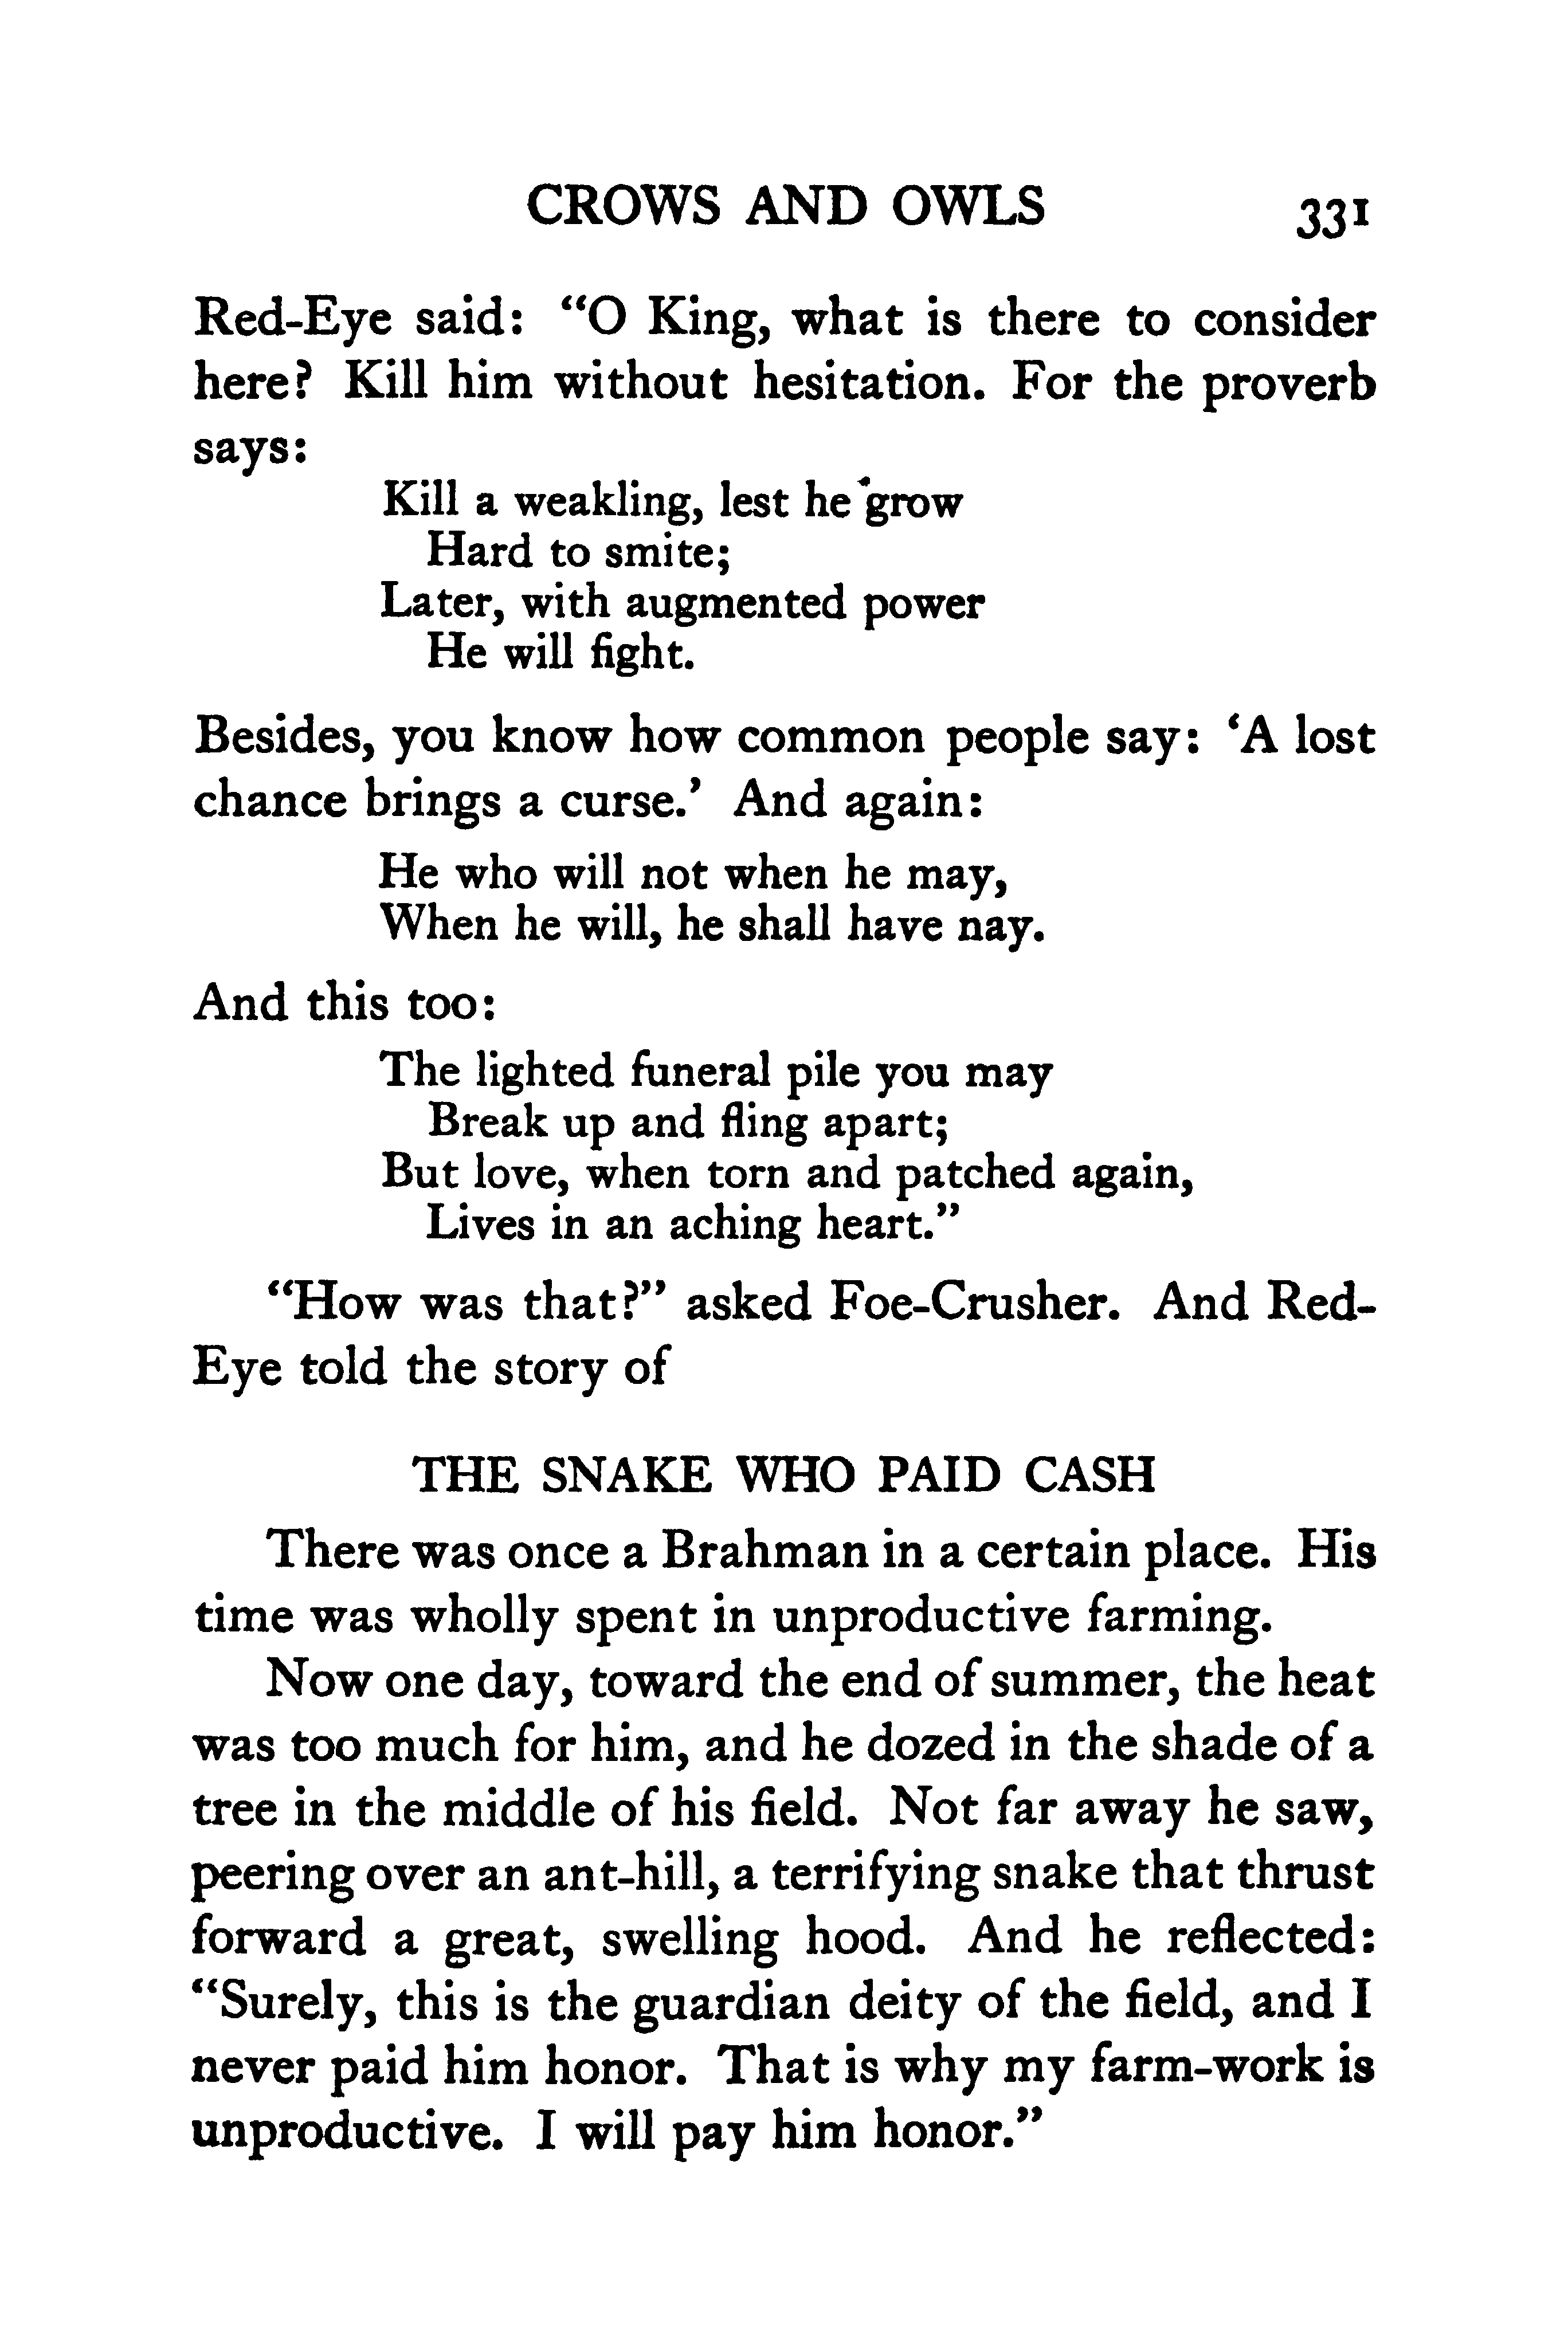 CROWS AND OWLS 331
Red-Eye said: “O King, what is there to consider
here? Kill him without hesitation. For the proverb
says:
Kill a weakling, lest he grow
Hard to smite;
Later, with augmented power
He will fight.
Besides, you know how common people say: ‘A lost
chance brings a curse.’ And again:
He who will not when he may,
When he will, he shall have nay.
And this too:
The lighted funeral pile you may
Break up and fling apart;
But love, when torn and patched again,
Lives in an aching heart.”
“How was that?” asked Foe-Crusher. And Red-
Eye told the story of
THE SNAKE WHO PAID CASH
There was once a Brahman in a certain place. His
time was wholly spent in unproductive farming.
Now one day, toward the end of summer, the heat
was too much for him, and he dozed in the shade of a
tree in the middle of his field. Not far away he saw,
peering over an ant-hill, a terrifying snake that thrust
forward a great, swelling hood. And he reflected:
“Surely, this is the guardian deity of the field, and I
never paid him honor. That is why my farm-work is
unproductive. I will pay him honor.”